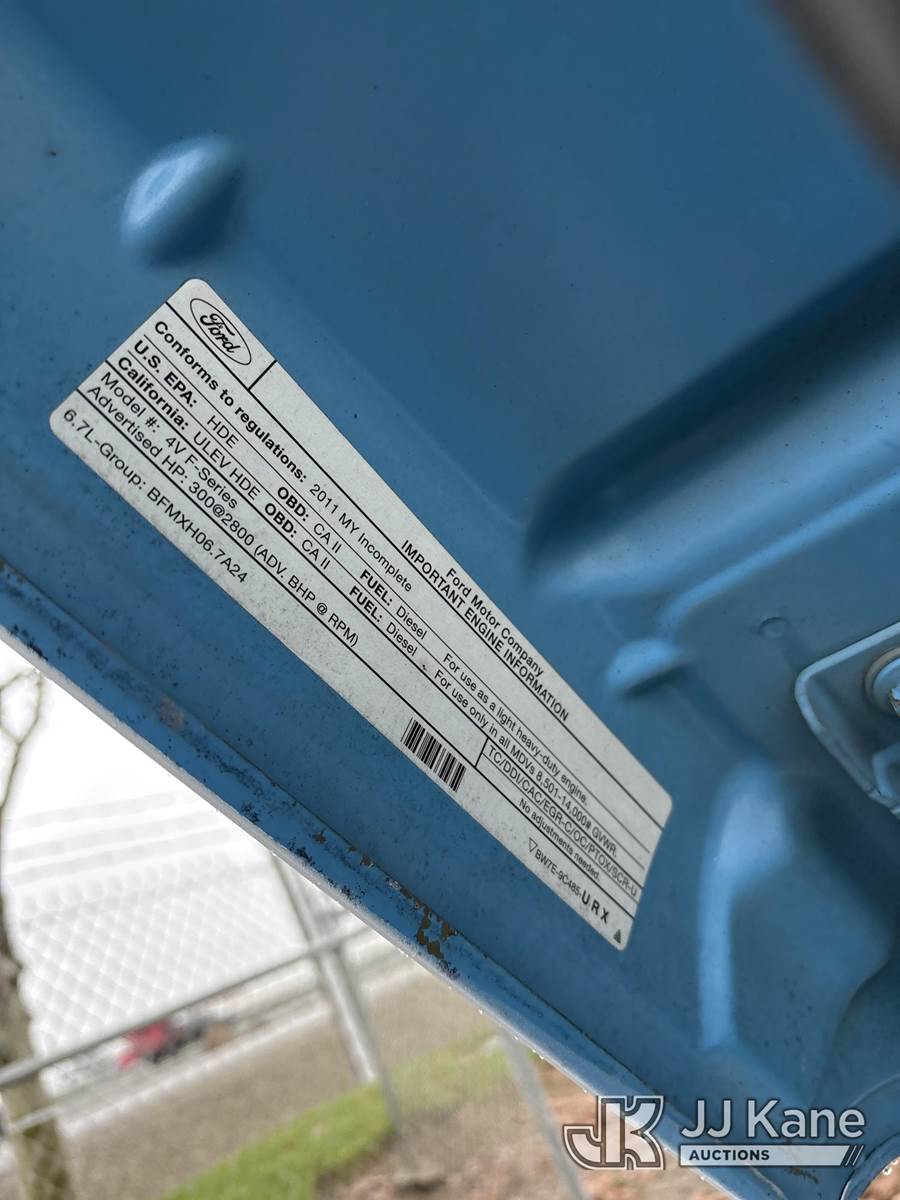 Ford
Ford Motor Company
IMPORTANT ENGINE INFORMATION
Conforms to regulations: 2011 MY Incomplete
U.S. EPA: HDE OBD: CA II FUEL: Diesel For use as a light heavy-duty engine.
California: ULEV HDE OBD: CA II FUEL: Diesel For use only in all MDVs 8,501-14,000# GVWR
Model #: 4V F-Series TC/DDI/CAC/EGR-C/OC/PTOX/SCR-U
Advertised HP: 300@2800 (ADV. BHP @ RPM) No adjustments needed.
6.7L-Group: BFMXH06.7A24 BW7E-9C485-U R X
JK JJ Kane
AUCTIONS